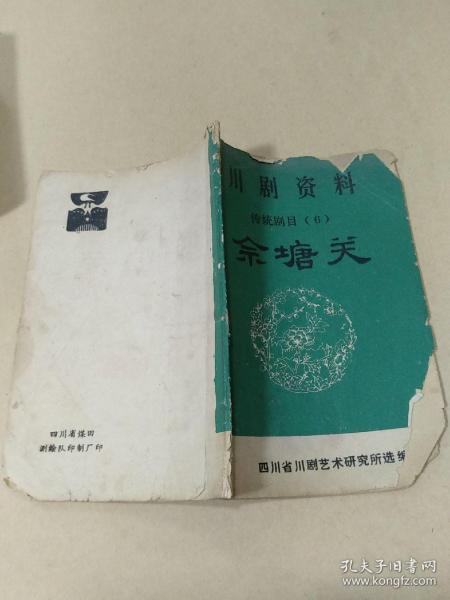 川剧资料
传统剧目（6）
佘塘关
四川省川剧艺术研究所选编
四川省煤田
测绘队印制厂印
孔夫子旧书网
www.kongfz.com